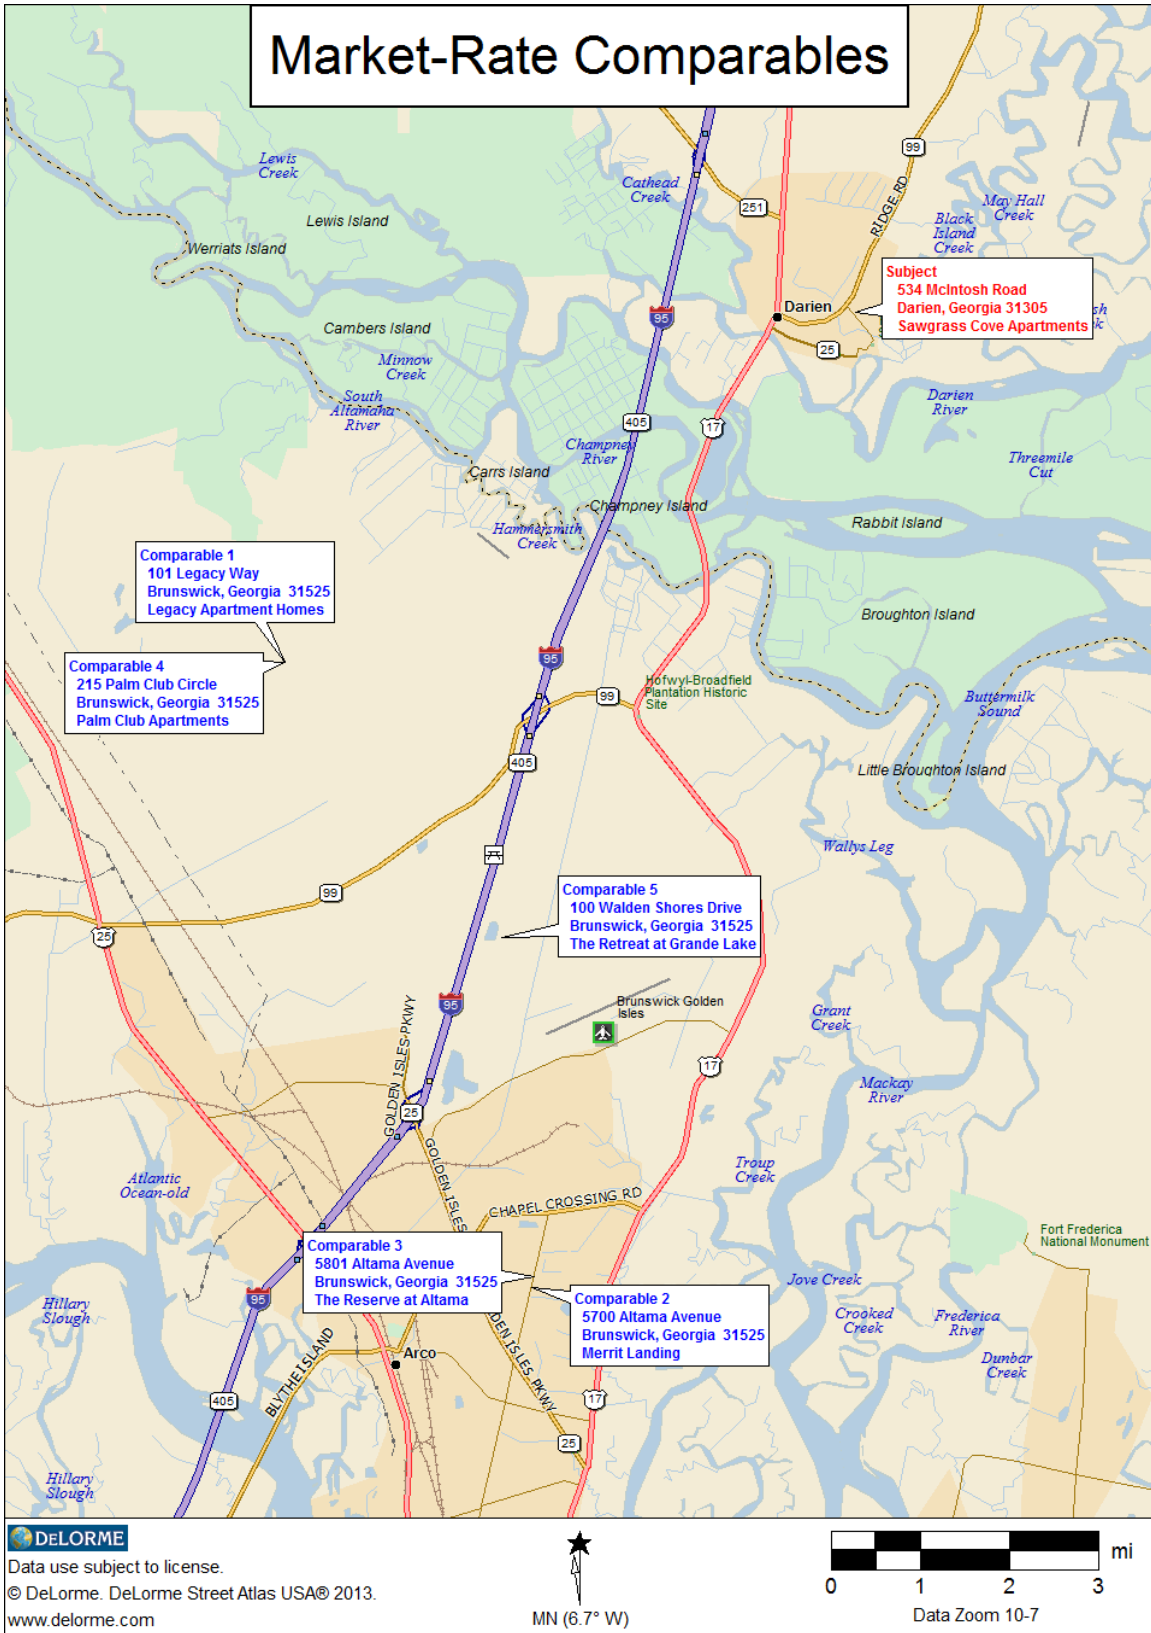 Market-Rate Comparables
99
Lewis
Creek
Cathead
Creek
RIDGE RD
May Hall
Creek
251
Black
Island
Creek
Lewis Island
Werriats Island
Subject
534 McIntosh Road
Darien, Georgia 31305
Sawgrass Cove Apartments
Darien
95
Cambers Island
25
Minnow
Creek
South
Altamaha
River
Darien
River
405
17
Champney
River
Threemile
Cut
Carrs Island
Champney Island
Rabbit Island
Hammersmith
Creek
Comparable 1
101 Legacy Way
Brunswick, Georgia 31525
Legacy Apartment Homes
Broughton Island
95
Comparable 4
215 Palm Club Circle
Brunswick, Georgia 31525
Palm Club Apartments
99
Hofwyl-Broadfield
Plantation Historic
Site
Buttermilk
Sound
405
Little Broughton Island
Wallys Leg
99
Comparable 5
100 Walden Shores Drive
Brunswick, Georgia 31525
The Retreat at Grande Lake
25
95
Brunswick Golden
Isles
Grant
Creek
GOLDEN ISLES PKWY
17
Mackay
River
25
GOLDEN ISLES
Troup
Creek
Atlantic
Ocean-old
CHAPEL CROSSING RD
Fort Frederica
National Monument
Comparable 3
5801 Altama Avenue
Brunswick, Georgia 31525
The Reserve at Altama
Jove Creek
95
Hillary
Slough
Comparable 2
5700 Altama Avenue
Brunswick, Georgia 31525
Merrit Landing
Crooked
Creek
Frederica
River
DEN ISLES PKWY
BLYTHE ISLAND
Arco
Dunbar
Creek
405
17
25
Hillary
Slough
DELORME
Data use subject to license.
© DeLorme. DeLorme Street Atlas USA® 2013.
www.delorme.com
MN (6.7° W)
mi
0 1 2 3
Data Zoom 10-7